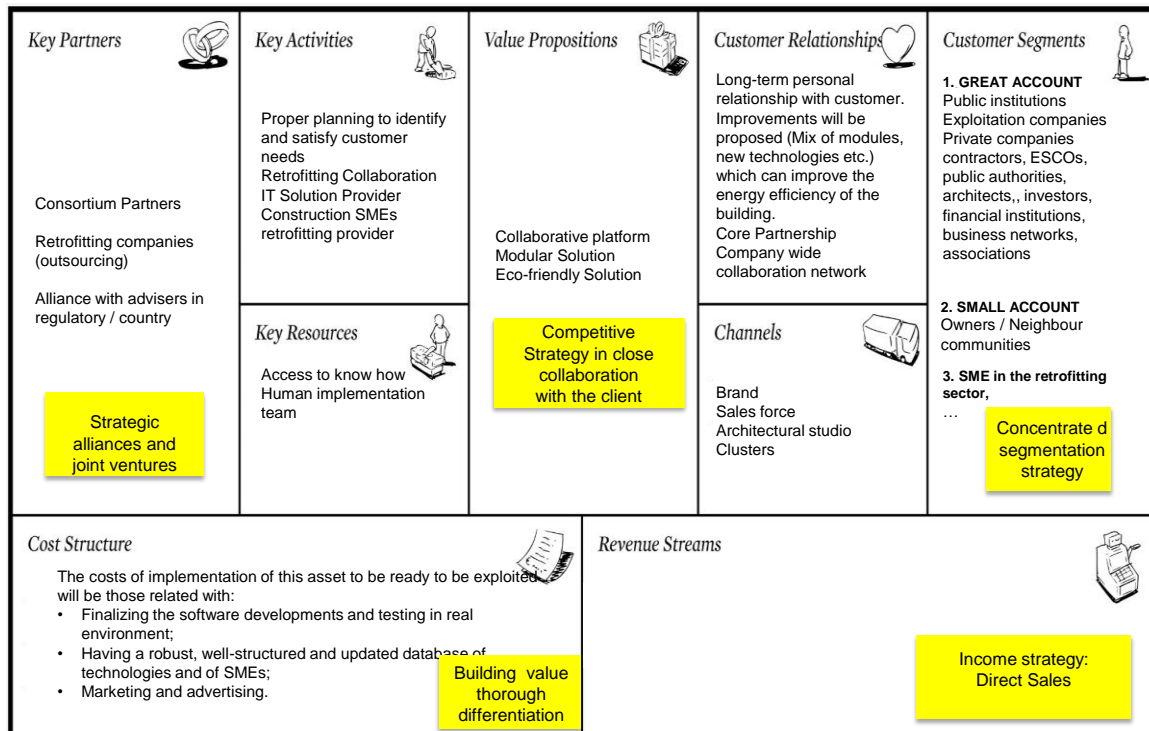 Key Partners
Consortium Partners
Retrofitting companies
(outsourcing)
Alliance with advisers in
regulatory / country
Strategic
alliances and
joint ventures
Key Activities
Proper planning to identify
and satisfy customer
needs
Retrofitting Collaboration
IT Solution Provider
Construction SMEs
retrofitting provider
Key Resources
Access to know how
Human implementation
team
Value Propositions
Collaborative platform
Modular Solution
Eco-friendly Solution
Competitive
Strategy in close
collaboration
with the client
Customer Relationships
Long-term personal
relationship with customer.
Improvements will be
proposed (Mix of modules,
new technologies etc.)
which can improve the
energy efficiency of the
building.
Core Partnership
Company wide
collaboration network
Channels
Brand
Sales force
Architectural studio
Clusters
Customer Segments
1. GREAT ACCOUNT
Public institutions
Exploitation companies
Private companies
contractors, ESCOs,
public authorities,
architects,, investors,
financial institutions,
business networks,
associations
2. SMALL ACCOUNT
Owners / Neighbour
communities
3. SME in the retrofitting
sector,
…
Concentrate d
segmentation
strategy
Cost Structure
The costs of implementation of this asset to be ready to be exploited
will be those related with:
• Finalizing the software developments and testing in real
environment;
• Having a robust, well-structured and updated database of
technologies and of SMEs;
• Marketing and advertising.
Building value
thorough
differentiation
Revenue Streams
Income strategy:
Direct Sales